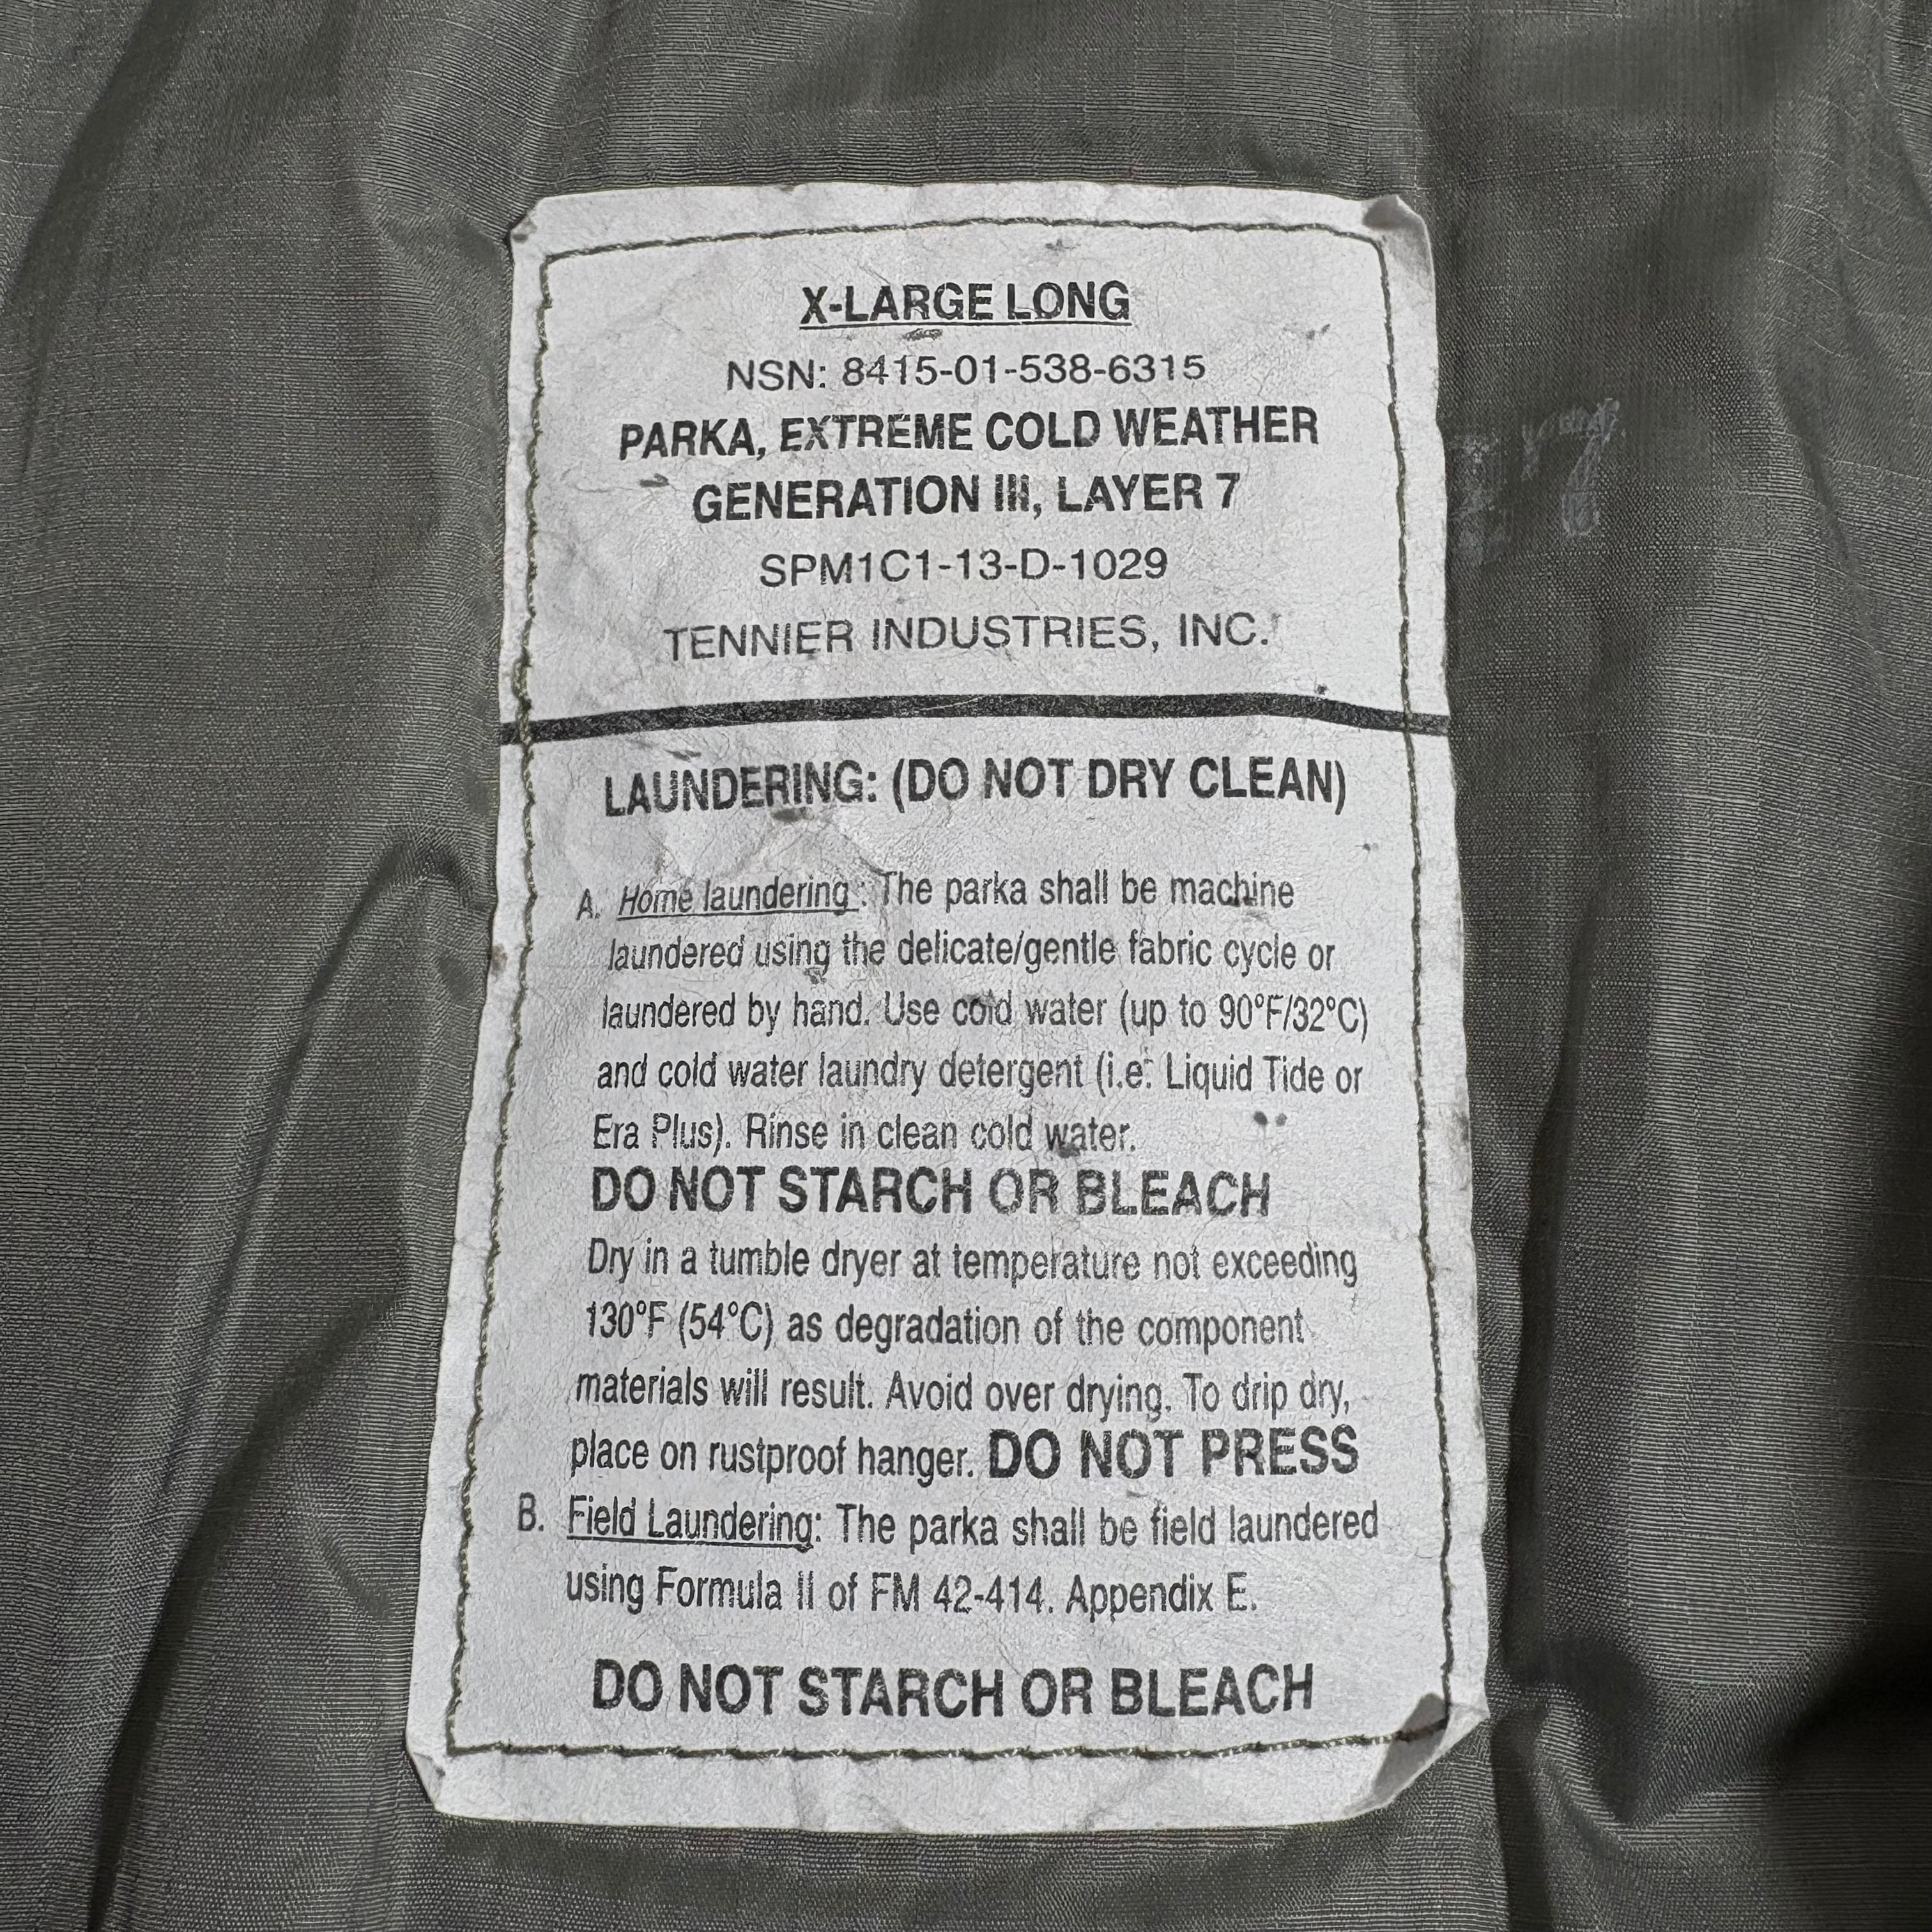 X-LARGE LONG
NSN: 8415-01-538-6315
PARKA, EXTREME COLD WEATHER
GENERATION III, LAYER 7
SPM1C1-13-D-1029
TENNIER INDUSTRIES, INC.
LAUNDERING: (DO NOT DRY CLEAN)
A. Home laundering : The parka shall be machine
laundered using the delicate/gentle fabric cycle or
laundered by hand. Use cold water (up to 90°F/32°C)
and cold water laundry detergent (i.e. Liquid Tide or
Era Plus). Rinse in clean cold water.
DO NOT STARCH OR BLEACH
Dry in a tumble dryer at temperature not exceeding
130°F (54°C) as degradation of the component
materials will result. Avoid over drying. To drip dry,
place on rustproof hanger. DO NOT PRESS
B. Field Laundering: The parka shall be field laundered
using Formula II of FM 42-414. Appendix E.
DO NOT STARCH OR BLEACH